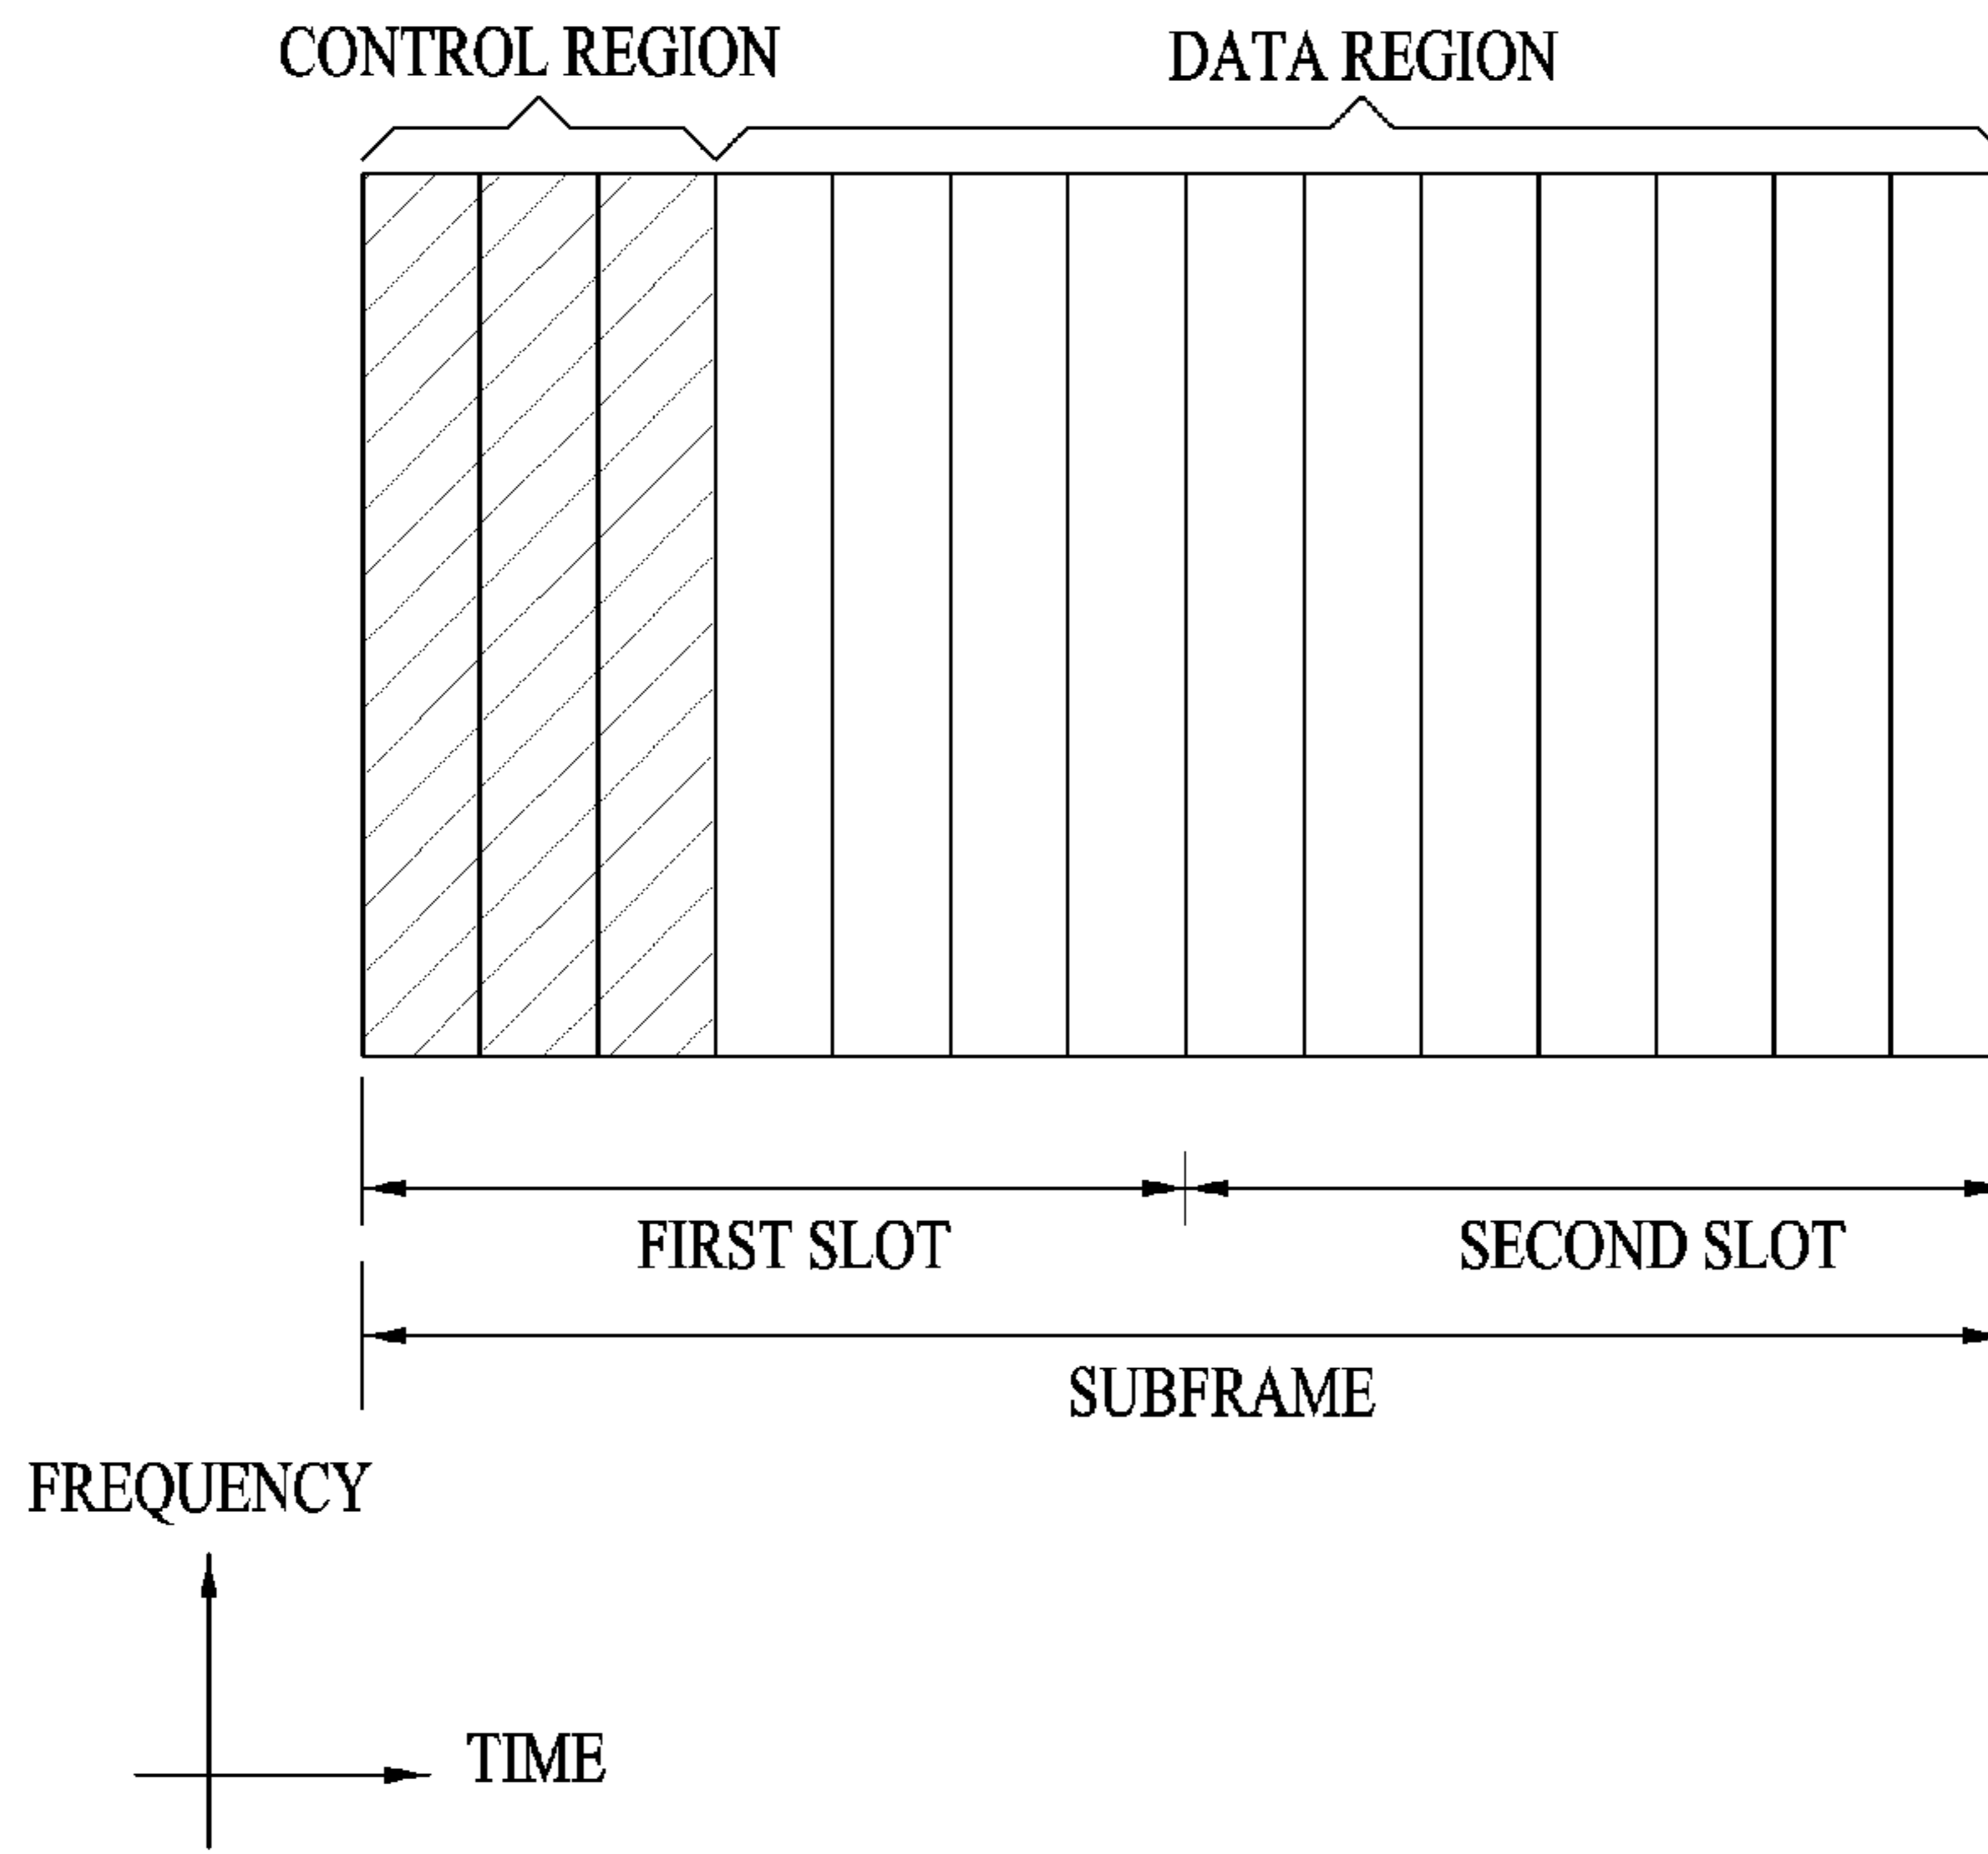 CONTROL REGION
DATA REGION
FIRST SLOT
SECOND SLOT
SUBFRAME
FREQUENCY
TIME